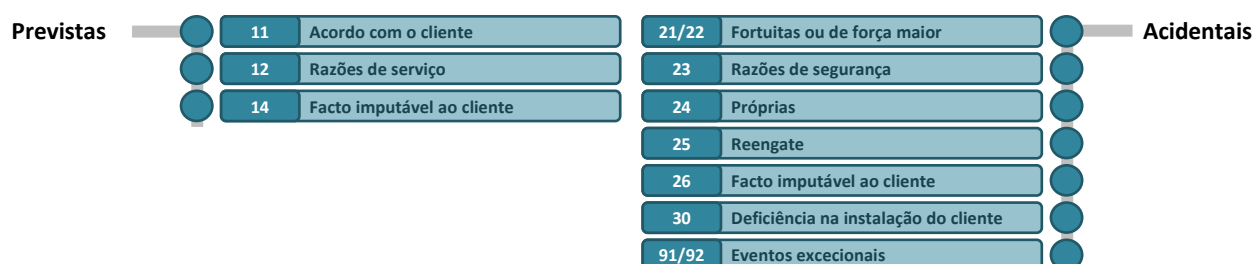 Previstas
11 Acordo com o cliente
12 Razões de serviço
14 Facto imputável ao cliente
21/22 Fortuitas ou de força maior
Acidentais
23 Razões de segurança
24 Próprias
25 Reengate
26 Facto imputável ao cliente
30 Deficiência na instalação do cliente
91/92 Eventos excecionais